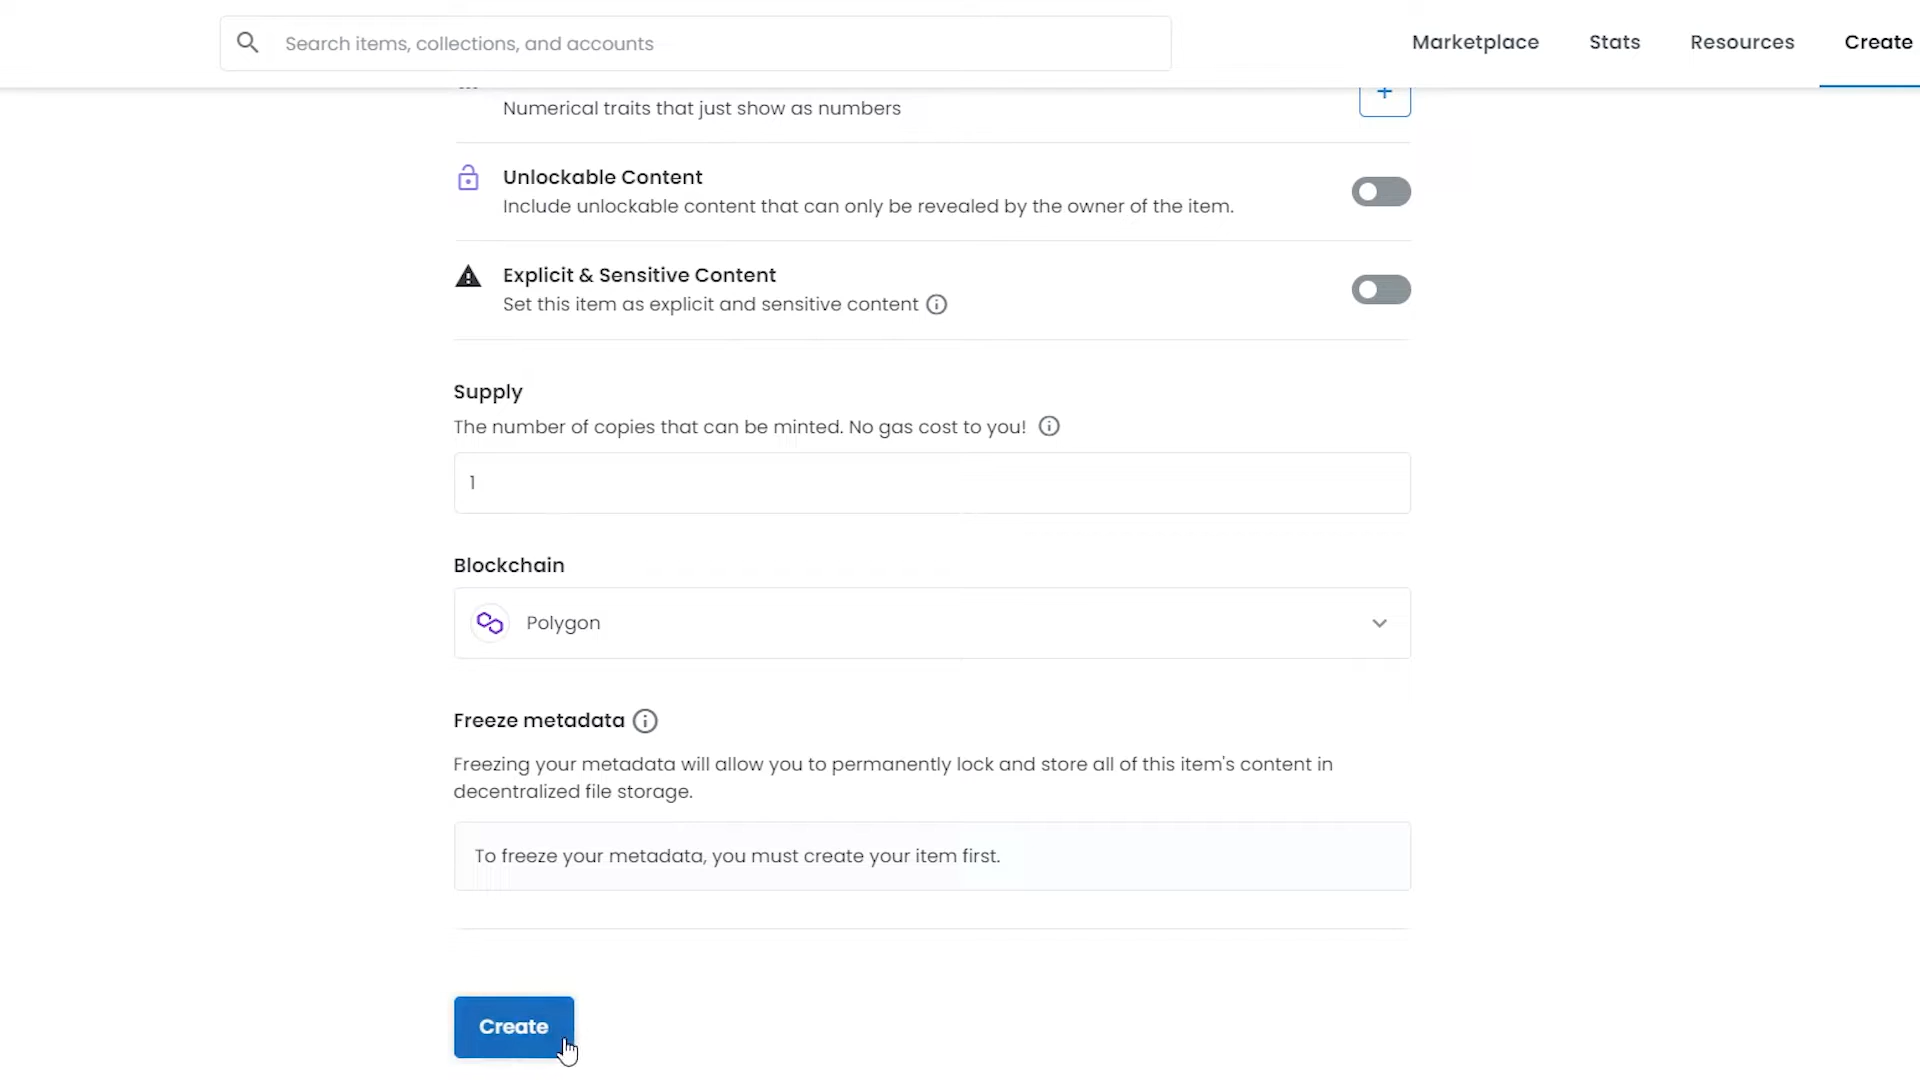 Search items, collections, and accounts
Marketplace
Stats
Resources
Create
Numerical traits that just show as numbers
+
Unlockable Content
Include unlockable content that can only be revealed by the owner of the item.
Explicit & Sensitive Content
Set this item as explicit and sensitive content
Supply
The number of copies that can be minted. No gas cost to you!
1
Blockchain
Polygon
Freeze metadata
Freezing your metadata will allow you to permanently lock and store all of this item's content in
decentralized file storage.
To freeze your metadata, you must create your item first.
Create